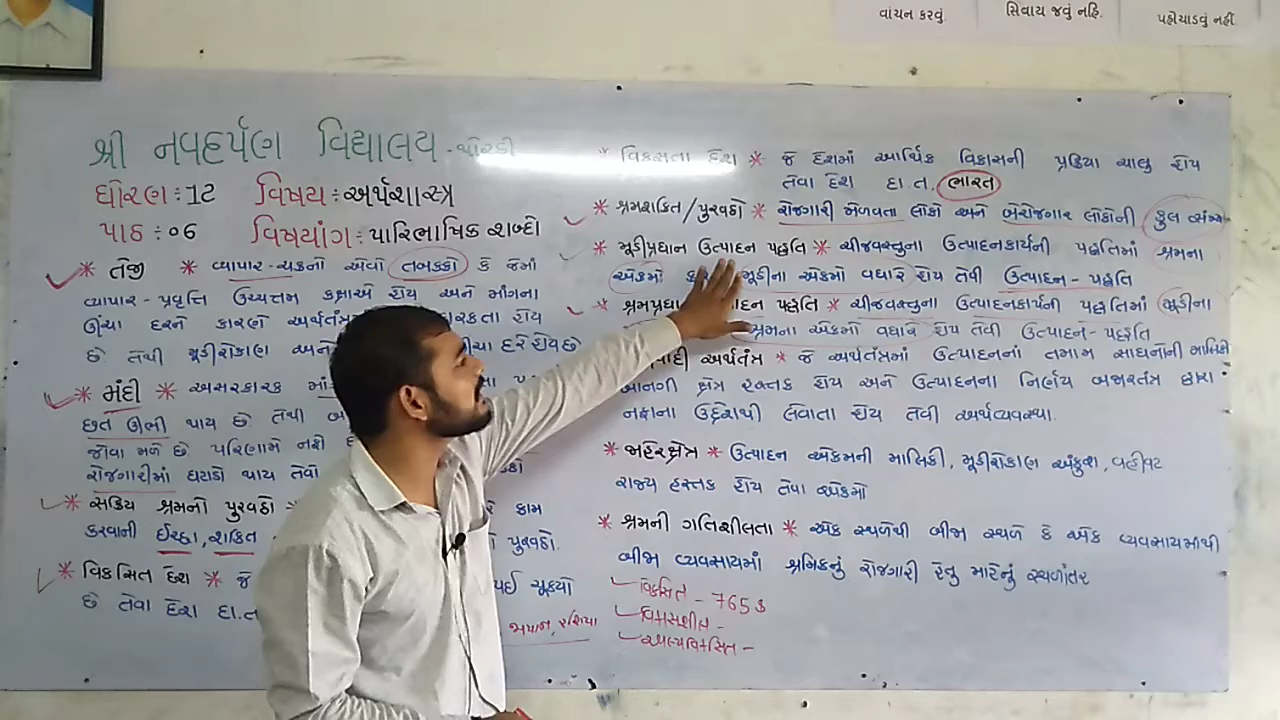 વાંચન કરવું.
સિવાય જવું નહિ.
પહોચાડવું નહીં
શ્રી નવદર્પણ વિદ્યાલય - ચોરડી
ધોરણ : 12 વિષય : અર્થશાસ્ત્ર
પાઠ : 06 વિષયાંગ : પારિભાષિક શબ્દો
* તેજી * વ્યાપાર-ચક્રનો એવો તબક્કો કે જેમાં
વ્યાપાર-પ્રવૃત્તિ ઉચ્ચત્તમ કક્ષાએ હોય અને માંગના
ઊંચા દરને કારણે હોય
છે તેથી મૂડીરોકાણ અને
* મંદી * અસરકારક
છત ઊભી થાય છે તેથી
જોવા મળે છે પરિણામે નફો
રોજગારીમાં ઘટાડો થાય તેવો
* સક્રિય શ્રમનો પુરવઠો * કામ
કરવાની ઈચ્છા, શક્તિ પુરવઠો.
* વિકસિત દેશ * જે થઈ ચૂક્યો
છે તેવા દેશ દા.ત
જાપાન, રશિયા
* વિકસતા દેશ * જે દેશમાં આર્થિક વિકાસની પ્રક્રિયા ચાલુ હોય
તેવા દેશ દા.ત. ભારત
* શ્રમશક્તિ/પુરવઠો * રોજગારી મેળવતા લોકો અને બેરોજગાર લોકોની કુલ સંખ્યા
* મૂડીપ્રધાન ઉત્પાદન પદ્ધતિ * ચીજવસ્તુના ઉત્પાદનકાર્યની પદ્ધતિમાં શ્રમના
એકમો મૂડીના એકમો વધારે હોય તેવી ઉત્પાદન-પદ્ધતિ
* પદ્ધતિ * ચીજવસ્તુના ઉત્પાદનકાર્યની પદ્ધતિમાં મૂડીના
શ્રમના એકમો વધારે હોય તેવી ઉત્પાદન-પદ્ધતિ
અર્થતંત્ર * જે અર્થતંત્રમાં ઉત્પાદનનાં તમામ સાધનોની માલિકી
ખાનગી ક્ષેત્ર હસ્તક હોય અને ઉત્પાદનના નિર્ણય બજારતંત્ર દ્વારા
નફાના ઉદ્દેશથી લેવાતા હોય તેવી અર્થવ્યવસ્થા.
* જાહેરક્ષેત્ર * ઉત્પાદન એકમની માલિકી, મૂડીરોકાણ અંકુશ, વહીવટ
રાજ્ય હસ્તક હોય તેવા એકમો
* શ્રમની ગતિશીલતા * એક સ્થળેથી બીજા સ્થળે કે એક વ્યવસાયમાંથી
બીજા વ્યવસાયમાં શ્રમિકનું રોજગારી હેતુ માટેનું સ્થળાંતર
વિકસિત - 765 $
વિકાસશીલ -
અલ્પવિકસિત -